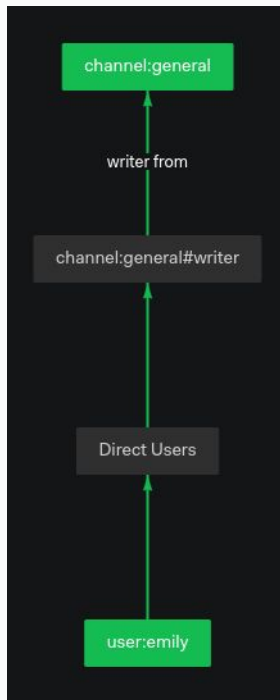 channel:general
writer from
channel:general#writer
Direct Users
user:emily